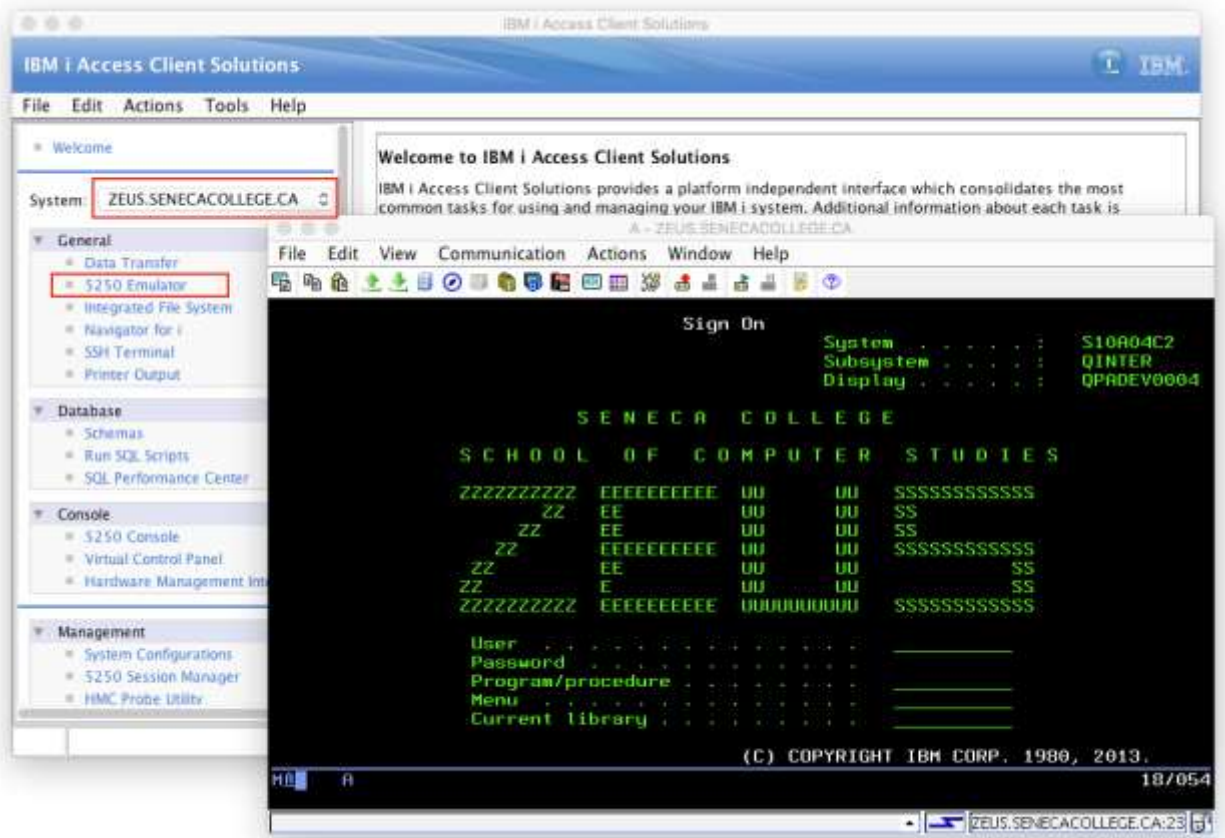 IBM i Access Client Solutions
IBM i Access Client Solutions
IBM.
File Edit Actions Tools Help
Welcome
System: ZEUS.SENECACOLLEGE.CA
General
Data Transfer
5250 Emulator
Integrated File System
Navigator for i
SSH Terminal
Printer Output
Database
Schemas
Run SQL Scripts
SQL Performance Center
Console
5250 Console
Virtual Control Panel
Hardware Management Int
Management
System Configurations
5250 Session Manager
HMC Probe Utility
Welcome to IBM i Access Client Solutions
IBM i Access Client Solutions provides a platform independent interface which consolidates the most
common tasks for using and managing your IBM i system. Additional information about each task is
A - ZEUS.SENECACOLLEGE.CA
File Edit View Communication Actions Window Help
Sign On
System . . . . . : S10A04C2
Subsystem . . . . : QINTER
Display . . . . . : QPADEV0004
S E N E C A C O L L E G E
S C H O O L O F C O M P U T E R S T U D I E S
ZZZZZZZZZZ EEEEEEEEEE UU UU SSSSSSSSSSSS
ZZ EE UU UU SS
ZZ EE UU UU SS
ZZ EEEEEEEEEE UU UU SSSSSSSSSSSS
ZZ EE UU UU SS
ZZ E UU UU SS
ZZZZZZZZZZ EEEEEEEEEE UUUUUUUUUU SSSSSSSSSSSS
User . . . . . . . . . . . . . .
Password . . . . . . . . . . . .
Program/procedure . . . . . . . .
Menu . . . . . . . . . . . . . .
Current library . . . . . . . . .
(C) COPYRIGHT IBM CORP. 1980, 2013.
MA A 18/054
ZEUS.SENECACOLLEGE.CA:23